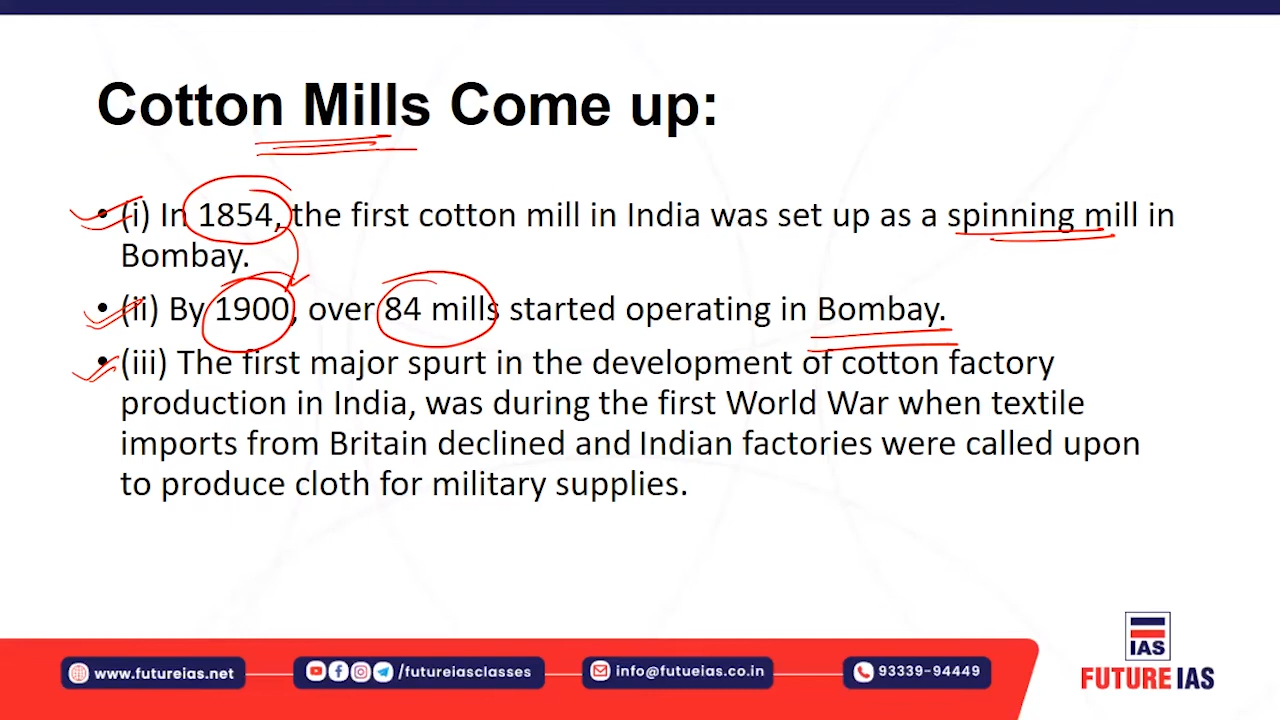 Cotton Mills Come up:
• (i) In 1854, the first cotton mill in India was set up as a spinning mill in
Bombay.
• (ii) By 1900, over 84 mills started operating in Bombay.
• (iii) The first major spurt in the development of cotton factory
production in India, was during the first World War when textile
imports from Britain declined and Indian factories were called upon
to produce cloth for military supplies.
IAS
FUTURE IAS
www.futureias.net
/futureiasclasses
info@futueias.co.in
93339-94449